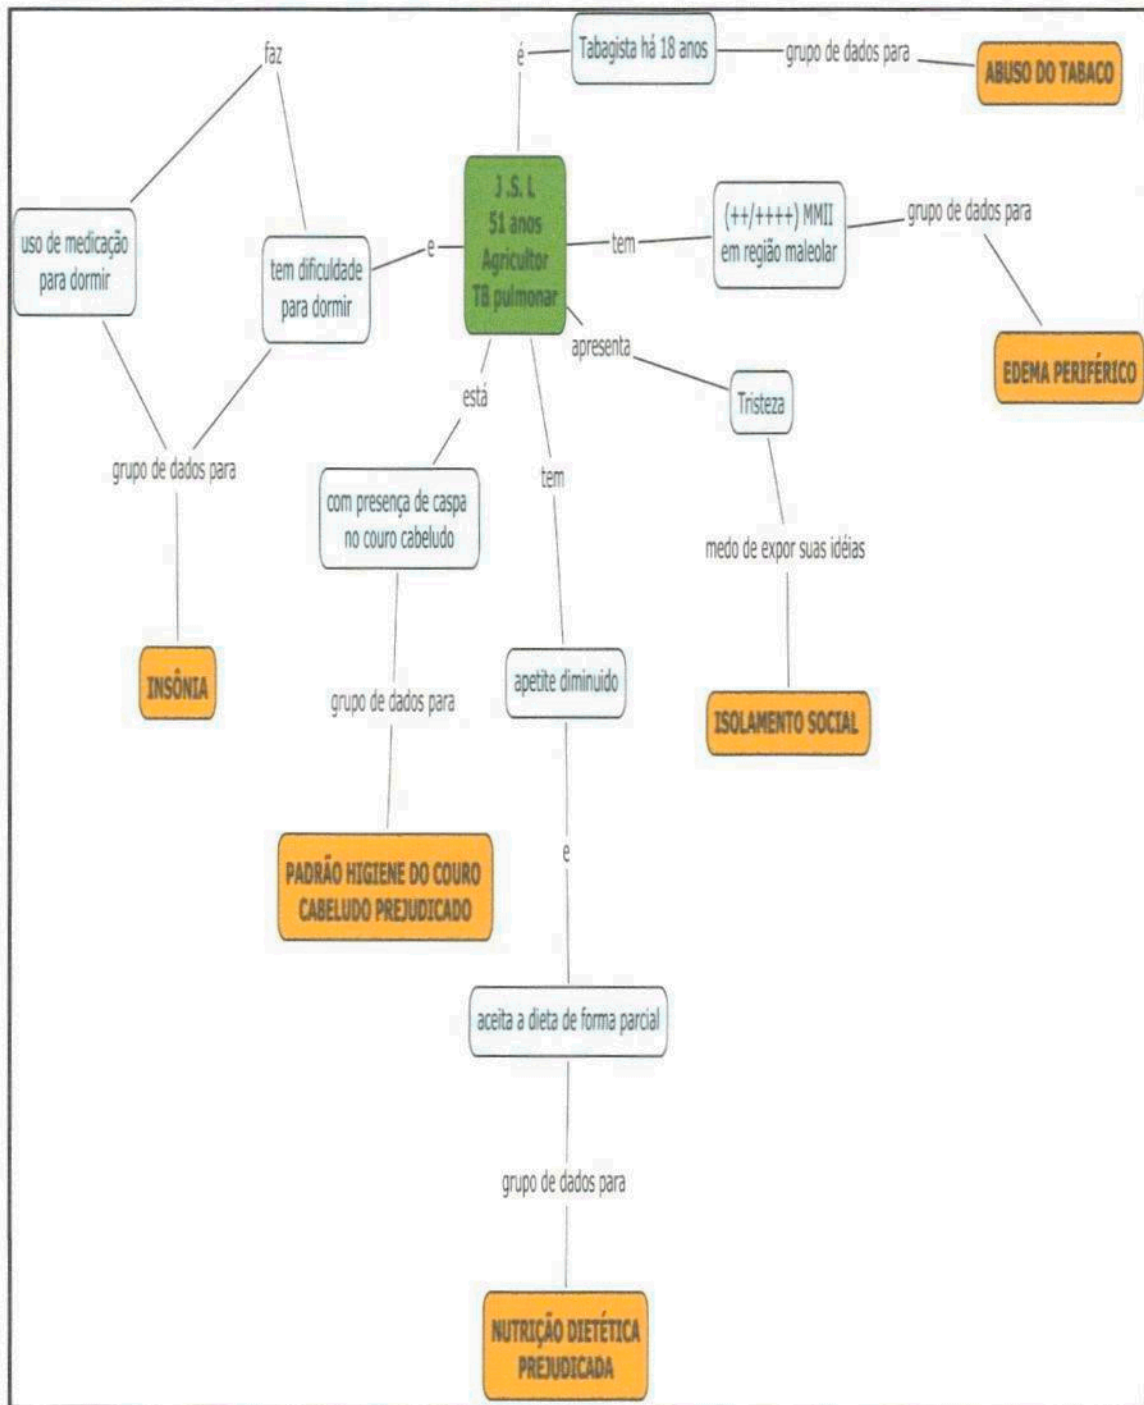 faz
é
Tabagista há 18 anos
grupo de dados para
ABUSO DO TABACO
J .S. L
51 anos
Agricultor
TB pulmonar
uso de medicação
para dormir
tem dificuldade
para dormir
e
tem
(++/++++) MMII
em região maleolar
grupo de dados para
EDEMA PERIFÉRICO
apresenta
Tristeza
está
com presença de caspa
no couro cabeludo
tem
medo de expor suas idéias
grupo de dados para
INSÔNIA
grupo de dados para
apetite diminuido
ISOLAMENTO SOCIAL
PADRÃO HIGIENE DO COURO
CABELUDO PREJUDICADO
e
aceita a dieta de forma parcial
grupo de dados para
NUTRIÇÃO DIETÉTICA
PREJUDICADA